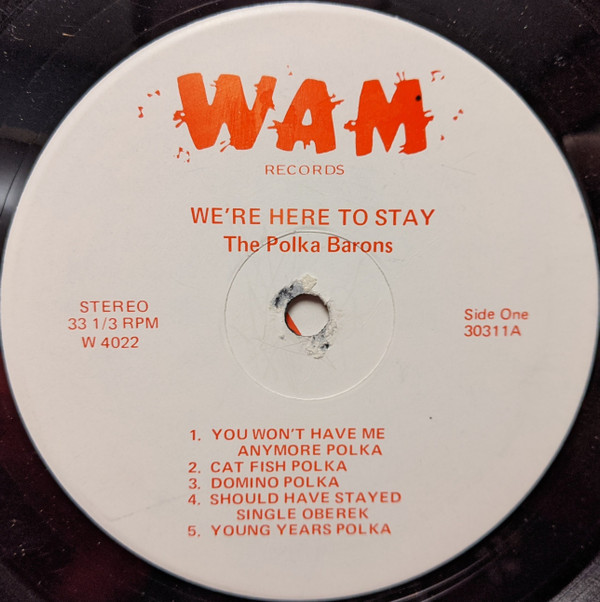 WAM
RECORDS
WE'RE HERE TO STAY
The Polka Barons
STEREO
33 1/3 RPM
W 4022
Side One
30311A
1. YOU WON'T HAVE ME
ANYMORE POLKA
2. CAT FISH POLKA
3. DOMINO POLKA
4. SHOULD HAVE STAYED
SINGLE OBEREK
5. YOUNG YEARS POLKA